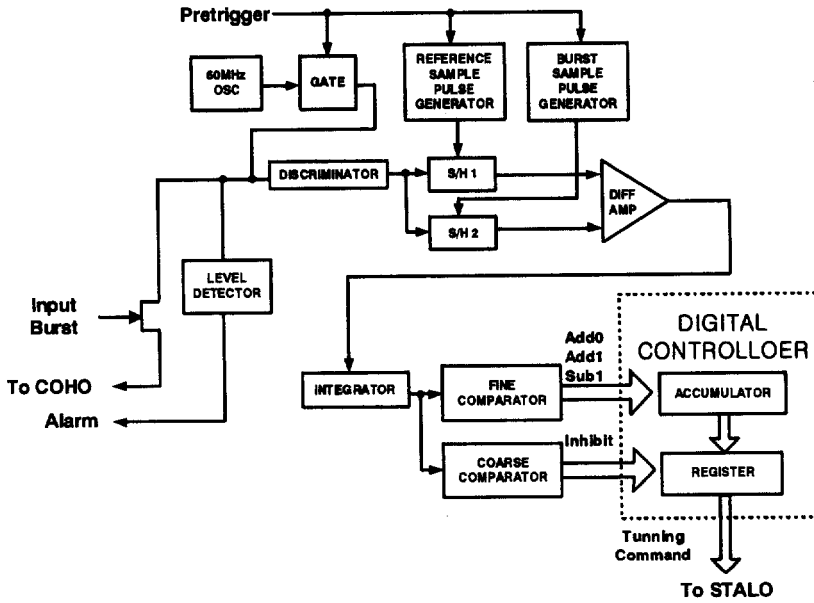 Pretrigger
60MHz
OSC
GATE
REFERENCE
SAMPLE
PULSE
GENERATOR
BURST
SAMPLE
PULSE
GENERATOR
DISCRIMINATOR
S/H 1
S/H 2
DIFF
AMP
LEVEL
DETECTOR
Input
Burst
To COHO
Alarm
INTEGRATOR
FINE
COMPARATOR
COARSE
COMPARATOR
Add0
Add1
Sub1
Inhibit
DIGITAL
CONTROLLOER
ACCUMULATOR
REGISTER
Tunning
Command
To STALO